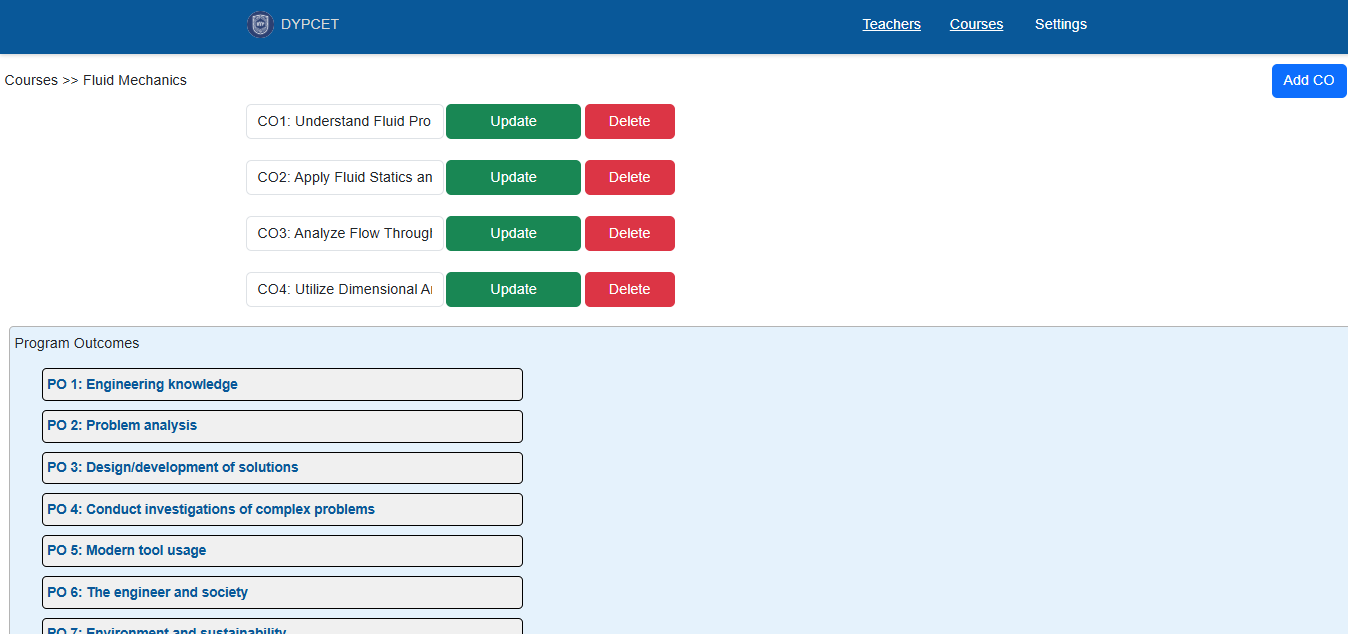 DYPCET Teachers Courses Settings
Courses >> Fluid Mechanics Add CO
CO1: Understand Fluid Pro Update Delete
CO2: Apply Fluid Statics an Update Delete
CO3: Analyze Flow Through Update Delete
CO4: Utilize Dimensional Update Delete
Program Outcomes
PO 1: Engineering knowledge
PO 2: Problem analysis
PO 3: Design/development of solutions
PO 4: Conduct investigations of complex problems
PO 5: Modern tool usage
PO 6: The engineer and society
PO 7: Environment and sustainability